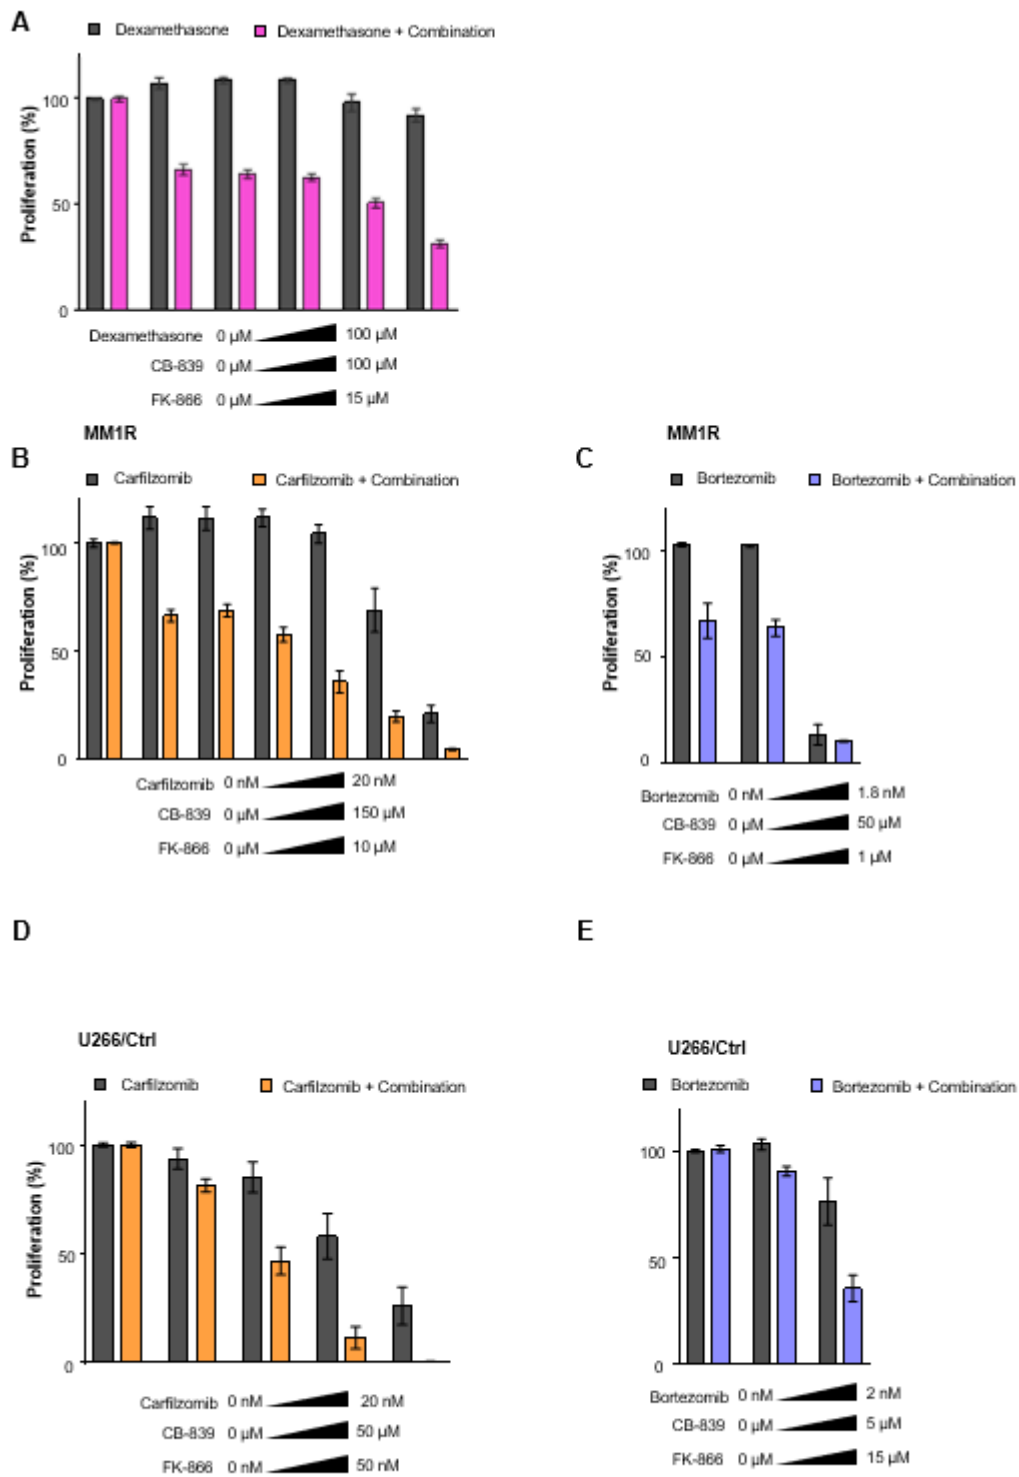 A
Dexamethasone Dexamethasone + Combination
Proliferation (%)
100
50
0
Dexamethasone 0 µM 100 µM
CB-839 0 µM 100 µM
FK-866 0 µM 15 µM
MM1R
B
Carfilzomib Carfilzomib + Combination
Proliferation (%)
100
50
0
Carfilzomib 0 nM 20 nM
CB-839 0 µM 150 µM
FK-866 0 µM 10 µM
MM1R
C
Bortezomib Bortezomib + Combination
Proliferation (%)
100
50
0
Bortezomib 0 nM 1.8 nM
CB-839 0 µM 50 µM
FK-866 0 µM 1 µM
D
U266/Ctrl
Carfilzomib Carfilzomib + Combination
Proliferation (%)
100
50
0
Carfilzomib 0 nM 20 nM
CB-839 0 µM 50 µM
FK-866 0 nM 50 nM
E
U266/Ctrl
Bortezomib Bortezomib + Combination
100
50
0
Bortezomib 0 nM 2 nM
CB-839 0 µM 5 µM
FK-866 0 µM 15 µM